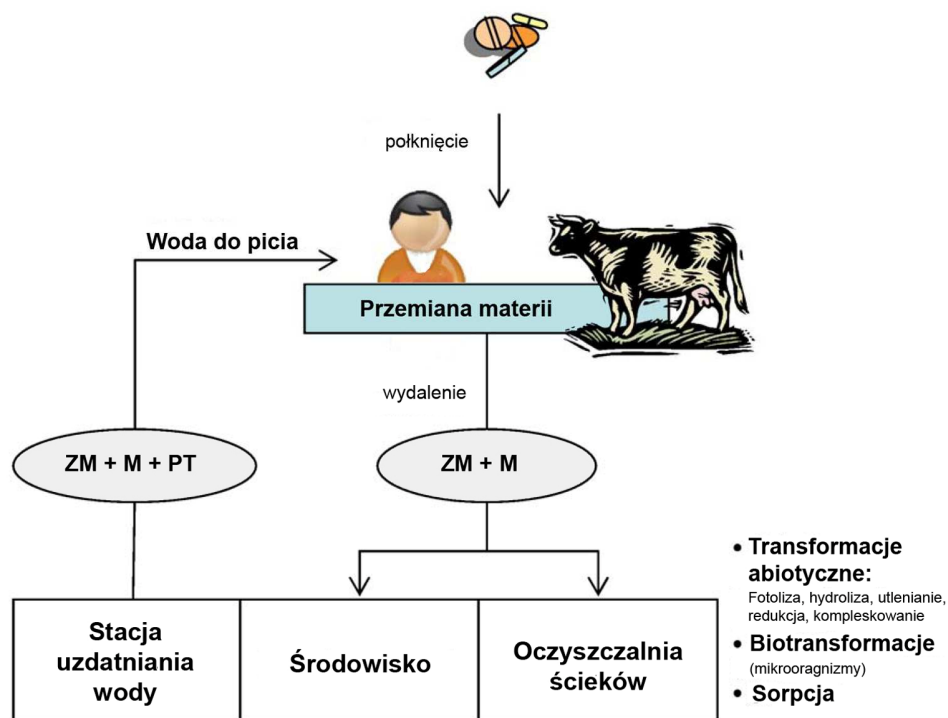 połknięcie
Woda do picia
Przemiana materii
wydalenie
ZM + M + PT
ZM + M
Stacja
uzdatniania
wody
Środowisko
Oczyszczalnia
ścieków
• Transformacje
abiotyczne:
Fotoliza, hydroliza, utlenianie,
redukcja, kompleskowanie
• Biotransformacje
(mikrooragnizmy)
• Sorpcja